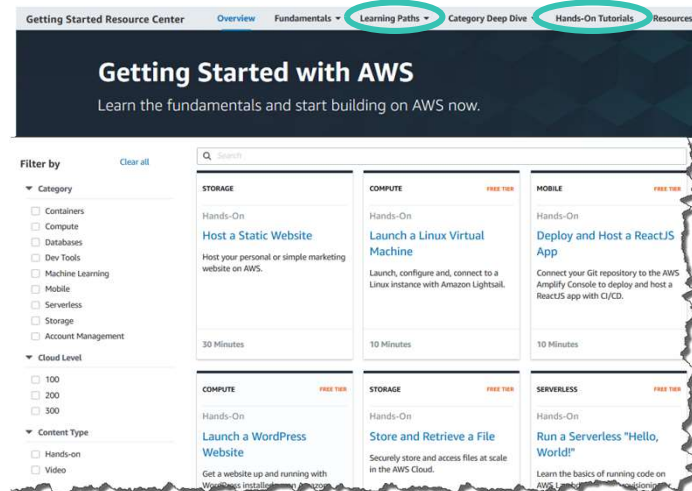 Getting Started Resource Center
Overview
Fundamentals
Learning Paths
Category Deep Dive
Hands-On Tutorials
Resources
Getting Started with AWS
Learn the fundamentals and start building on AWS now.
Filter by
Clear all
Search
Category
Containers
Compute
Databases
Dev Tools
Machine Learning
Mobile
Serverless
Storage
Account Management
Cloud Level
100
200
300
Content Type
Hands-on
Video
STORAGE
Hands-On
Host a Static Website
Host your personal or simple marketing
website on AWS.
30 Minutes
COMPUTE
FREE TIER
Hands-On
Launch a Linux Virtual
Machine
Launch, configure and, connect to a
Linux instance with Amazon Lightsail.
10 Minutes
MOBILE
FREE TIER
Hands-On
Deploy and Host a ReactJS
App
Connect your Git repository to the AWS
Amplify Console to deploy and host a
ReactJS app with CI/CD.
10 Minutes
COMPUTE
FREE TIER
Hands-On
Launch a WordPress
Website
Get a website up and running with
WordPress installed on Amazon
STORAGE
FREE TIER
Hands-On
Store and Retrieve a File
Securely store and access files at scale
in the AWS Cloud.
SERVERLESS
FREE TIER
Hands-On
Run a Serverless "Hello,
World!"
Learn the basics of running code on
AWS